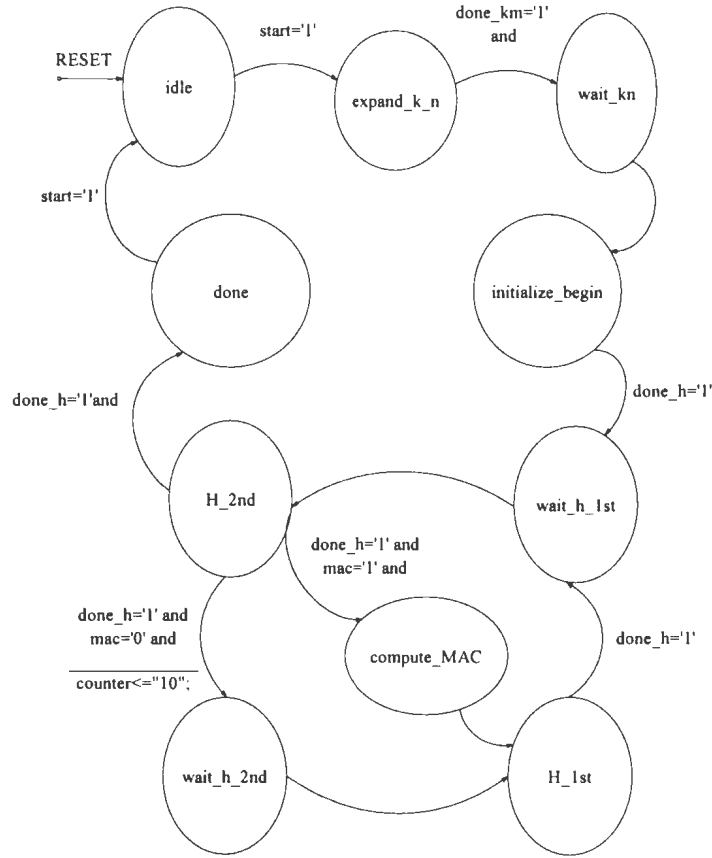 start='1'
done_km='1'
and
RESET
idle
expand_k_n
wait_kn
start='1'
done
initialize_begin
done_h='1'and
done_h='1'
H_2nd
wait_h_1st
done_h='1' and
mac='1' and
done_h='1' and
mac='0' and
counter<="10";
compute_MAC
done_h='1'
wait_h_2nd
H_1st